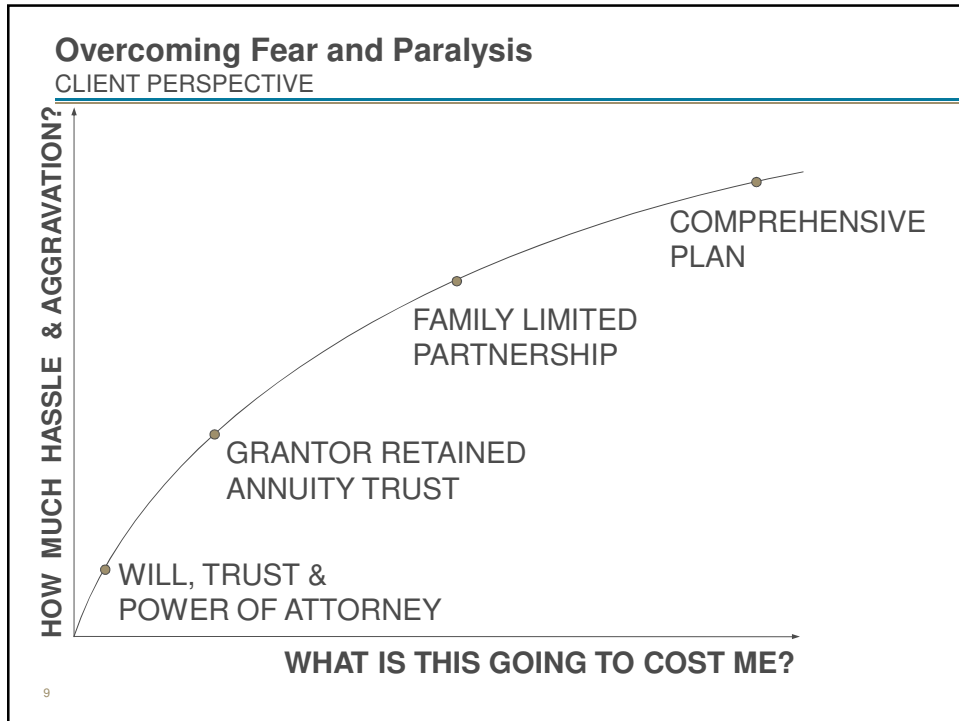 Overcoming Fear and Paralysis
CLIENT PERSPECTIVE
HOW MUCH HASSLE & AGGRAVATION?
COMPREHENSIVE
PLAN
FAMILY LIMITED
PARTNERSHIP
GRANTOR RETAINED
ANNUITY TRUST
WILL, TRUST &
POWER OF ATTORNEY
WHAT IS THIS GOING TO COST ME?
9